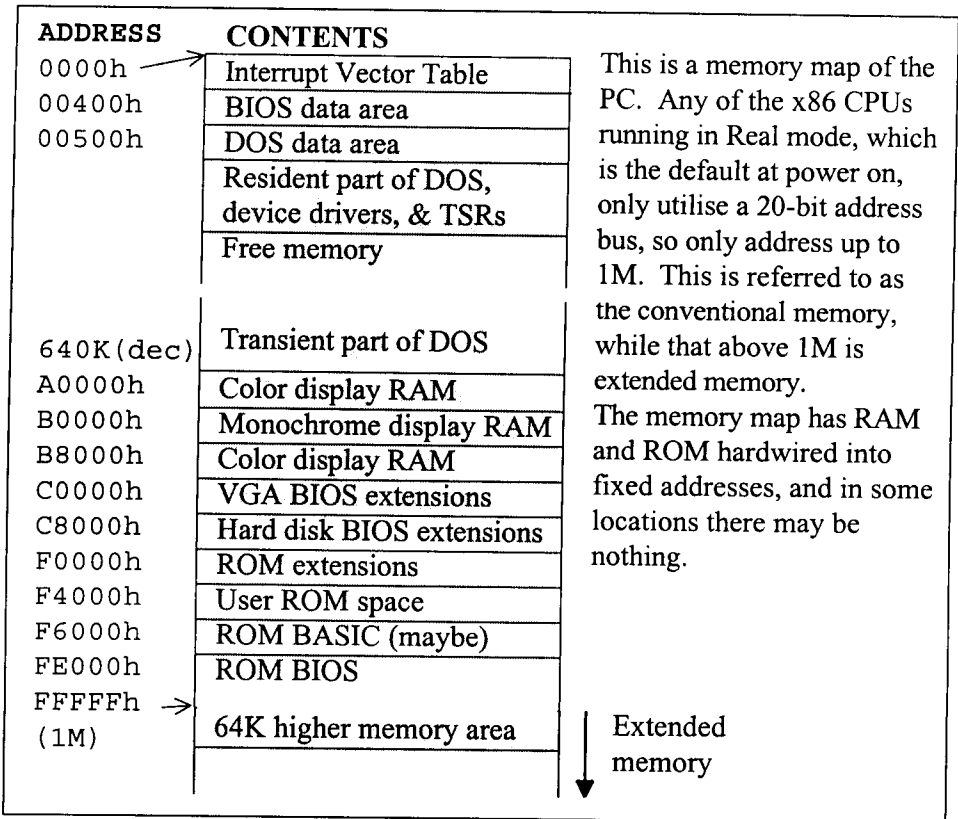 ADDRESS CONTENTS
0000h Interrupt Vector Table
00400h BIOS data area
00500h DOS data area
Resident part of DOS,
device drivers, & TSRs
Free memory
640K(dec) Transient part of DOS
A0000h Color display RAM
B0000h Monochrome display RAM
B8000h Color display RAM
C0000h VGA BIOS extensions
C8000h Hard disk BIOS extensions
F0000h ROM extensions
F4000h User ROM space
F6000h ROM BASIC (maybe)
FE000h ROM BIOS
FFFFFh
(1M) 64K higher memory area
This is a memory map of the
PC. Any of the x86 CPUs
running in Real mode, which
is the default at power on,
only utilise a 20-bit address
bus, so only address up to
1M. This is referred to as
the conventional memory,
while that above 1M is
extended memory.
The memory map has RAM
and ROM hardwired into
fixed addresses, and in some
locations there may be
nothing.
Extended
memory